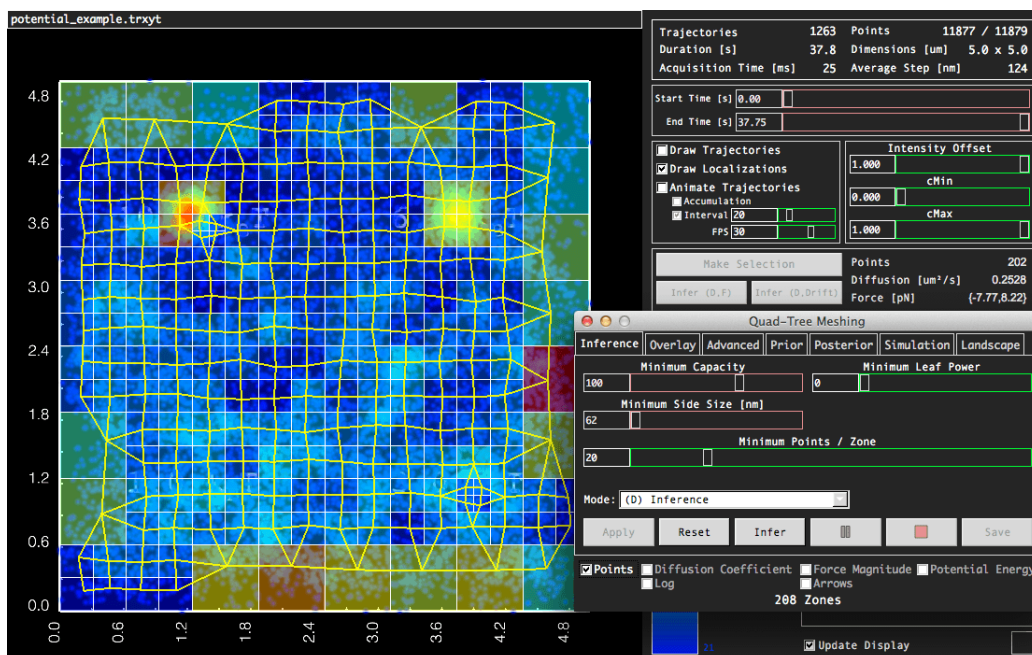 potential_example.trxyt
Trajectories 1263 Points 11877 / 11879
Duration [s] 37.8 Dimensions [um] 5.0 x 5.0
Acquisition Time [ms] 25 Average Step [nm] 124
Start Time [s] 0.00
End Time [s] 37.75
Draw Trajectories
Draw Localizations
Animate Trajectories
Accumulation
Interval 20
FPS 30
Intensity Offset
1.000
cMin
0.000
cMax
1.000
Make Selection
Infer (D,F) Infer (D,Drift)
Points 202
Diffusion [um²/s] 0.2528
Force [pN] {-7.77,8.22}
Quad-Tree Meshing
Inference Overlay Advanced Prior Posterior Simulation Landscape
Minimum Capacity Minimum Leaf Power
100 0
Minimum Side Size [nm]
62
Minimum Points / Zone
20
Mode: (D) Inference
Apply Reset Infer Save
Points Diffusion Coefficient Force Magnitude Potential Energy
Log Arrows
208 Zones
21
Update Display
4.8
4.2
3.6
3.0
2.4
1.8
1.2
0.6
0.0
0.0 0.6 1.2 1.8 2.4 3.0 3.6 4.2 4.8